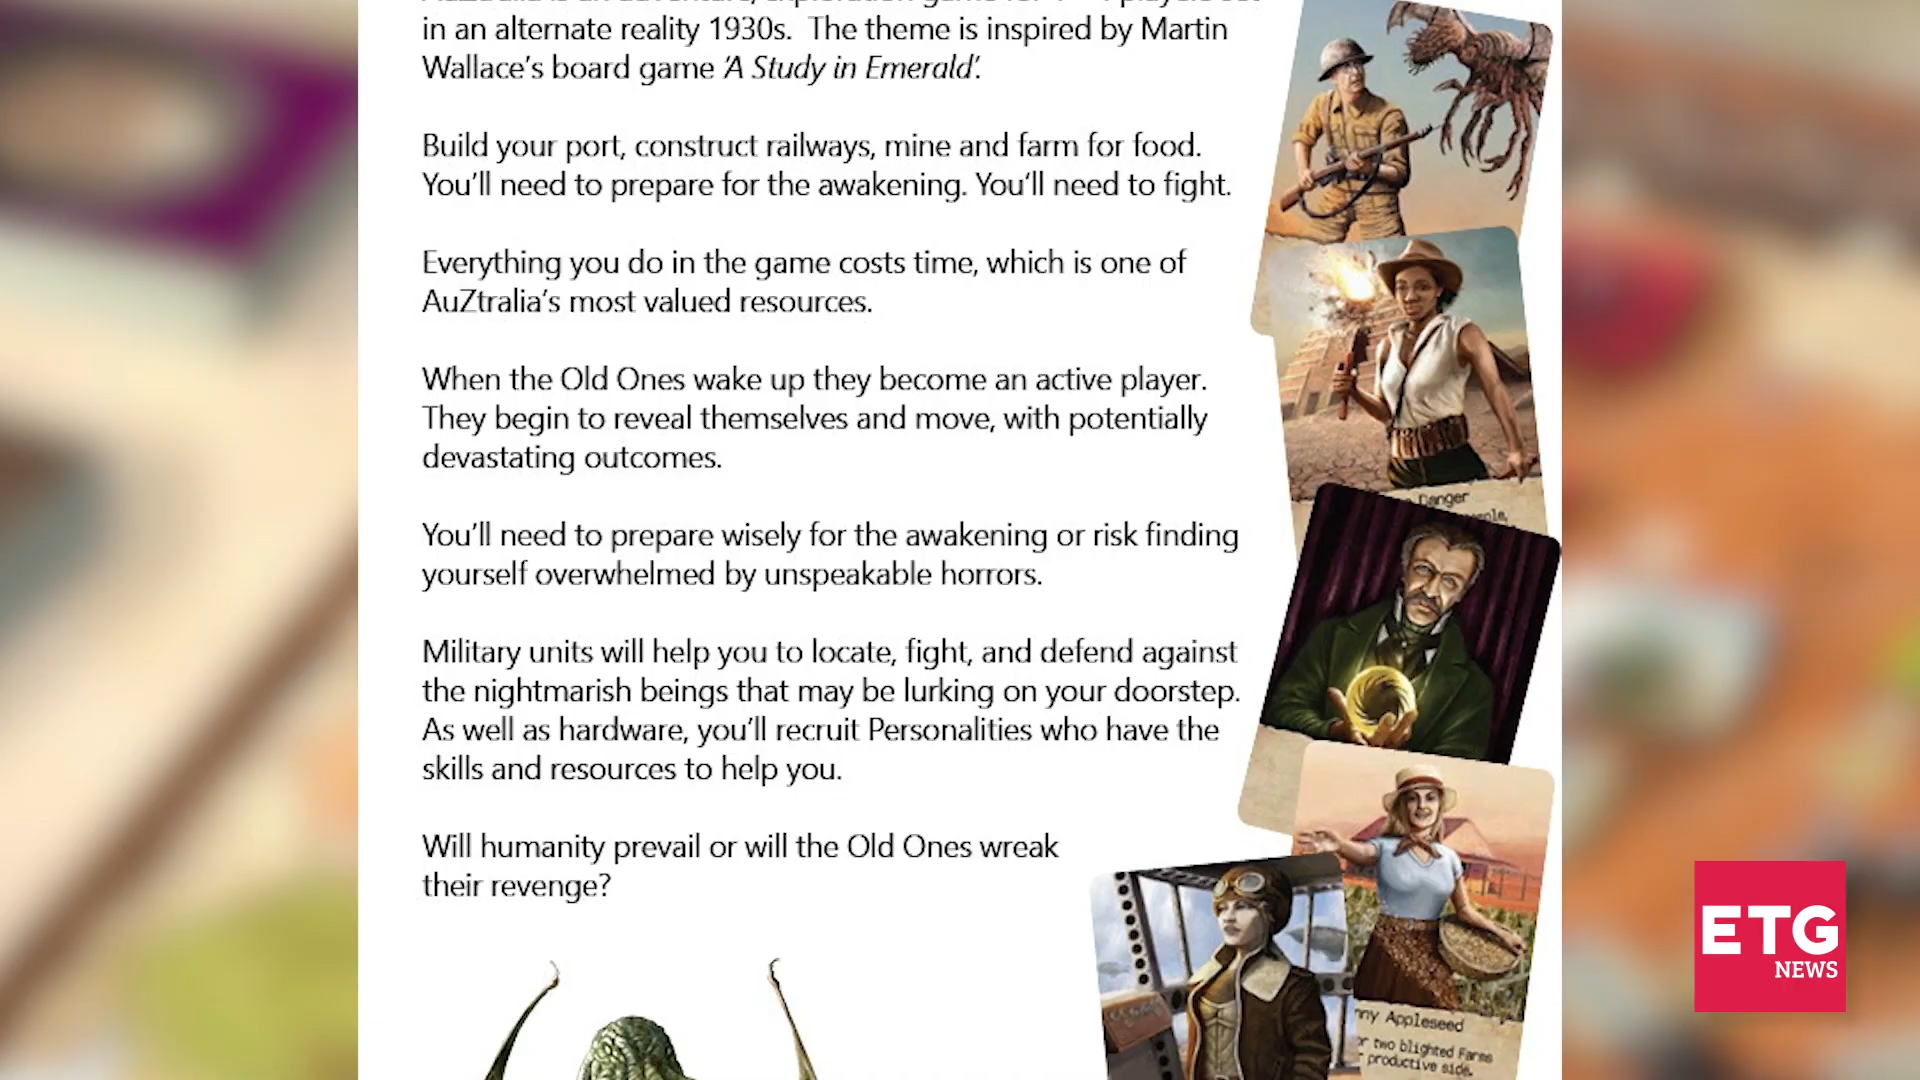 in an alternate reality 1930s. The theme is inspired by Martin
Wallace's board game 'A Study in Emerald'.
Build your port, construct railways, mine and farm for food.
You'll need to prepare for the awakening. You'll need to fight.
Everything you do in the game costs time, which is one of
AuZtralia's most valued resources.
When the Old Ones wake up they become an active player.
They begin to reveal themselves and move, with potentially
devastating outcomes.
You'll need to prepare wisely for the awakening or risk finding
yourself overwhelmed by unspeakable horrors.
Military units will help you to locate, fight, and defend against
the nightmarish beings that may be lurking on your doorstep.
As well as hardware, you'll recruit Personalities who have the
skills and resources to help you.
Will humanity prevail or will the Old Ones wreak
their revenge?
Danger
nny Appleseed
or two blighted Farms
r productive side.
ETG
NEWS